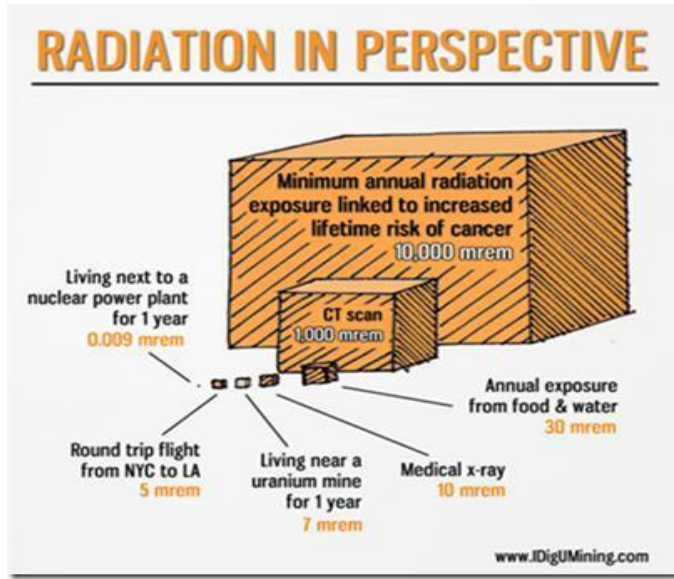 RADIATION IN PERSPECTIVE
Minimum annual radiation
exposure linked to increased
lifetime risk of cancer
10,000 mrem
CT scan
1,000 mrem
Living next to a
nuclear power plant
for 1 year
0.009 mrem
Round trip flight
from NYC to LA
5 mrem
Living near a
uranium mine
for 1 year
7 mrem
Medical x-ray
10 mrem
Annual exposure
from food & water
30 mrem
www.IDigUMining.com